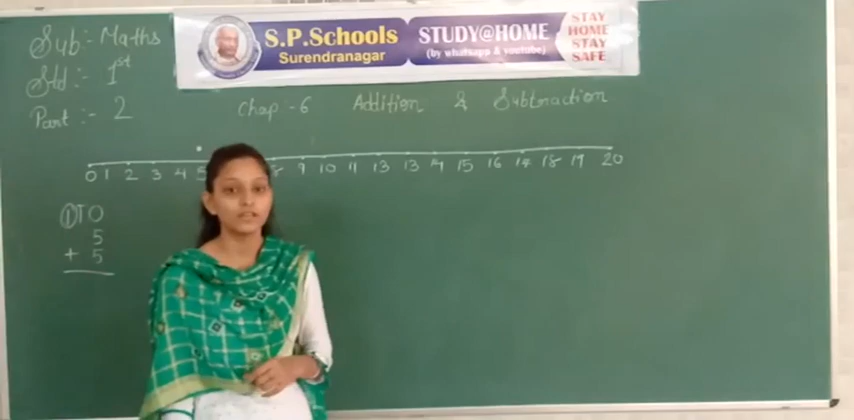 Sub:- Maths
Std :- 1st
Part :- 2
S.P.Schools
Surendranagar
STUDY@HOME
(by whatsapp & youtube)
STAY
HOME
STAY
SAFE
Chap - 6 Addition & Subtraction
0 1 2 3 4 5 9 10 11 13 13 14 15 16 17 18 19 20
① T O
5
+ 5